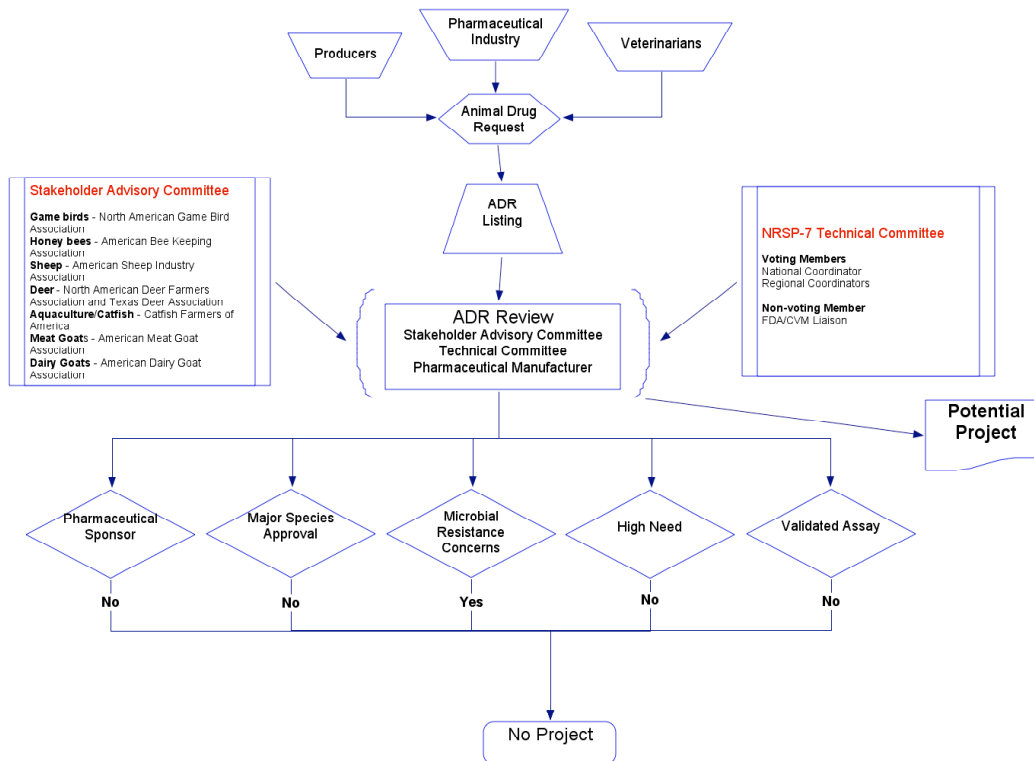 Pharmaceutical
Industry
Producers
Veterinarians
Animal Drug
Request
ADR
Listing
Stakeholder Advisory Committee
Game birds - North American Game Bird
Association
Honey bees - American Bee Keeping
Association
Sheep - American Sheep Industry
Association
Deer - North American Deer Farmers
Association and Texas Deer Association
Aquaculture/Catfish - Catfish Farmers of
America
Meat Goats - American Meat Goat
Association
Dairy Goats - American Dairy Goat
Association
NRSP-7 Technical Committee
Voting Members
National Coordinator
Regional Coordinators
Non-voting Member
FDA/CVM Liaison
ADR Review
Stakeholder Advisory Committee
Technical Committee
Pharmaceutical Manufacturer
Potential
Project
Pharmaceutical
Sponsor
Major Species
Approval
Microbial
Resistance
Concerns
High Need
Validated Assay
No
No
Yes
No
No
No Project